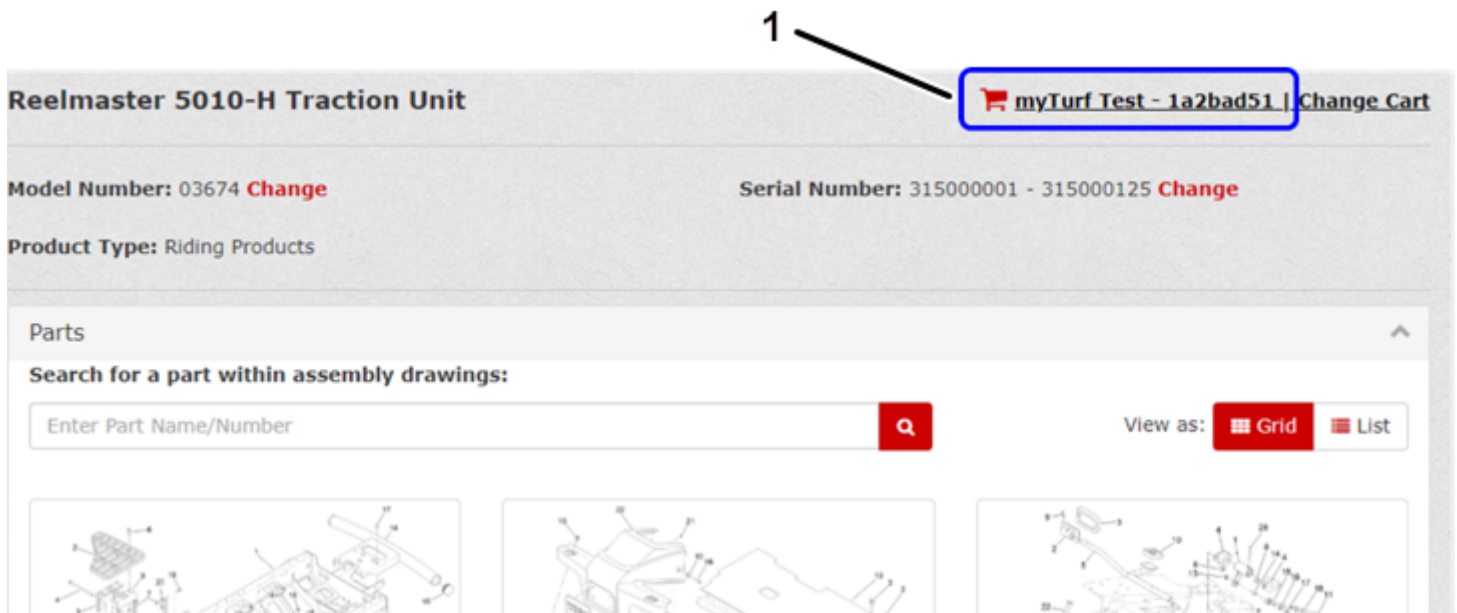 1
Reelmaster 5010-H Traction Unit
myTurf Test - 1a2bad51 | Change Cart
Model Number: 03674 Change
Serial Number: 315000001 - 315000125 Change
Product Type: Riding Products
Parts
Search for a part within assembly drawings:
Enter Part Name/Number
View as: Grid List